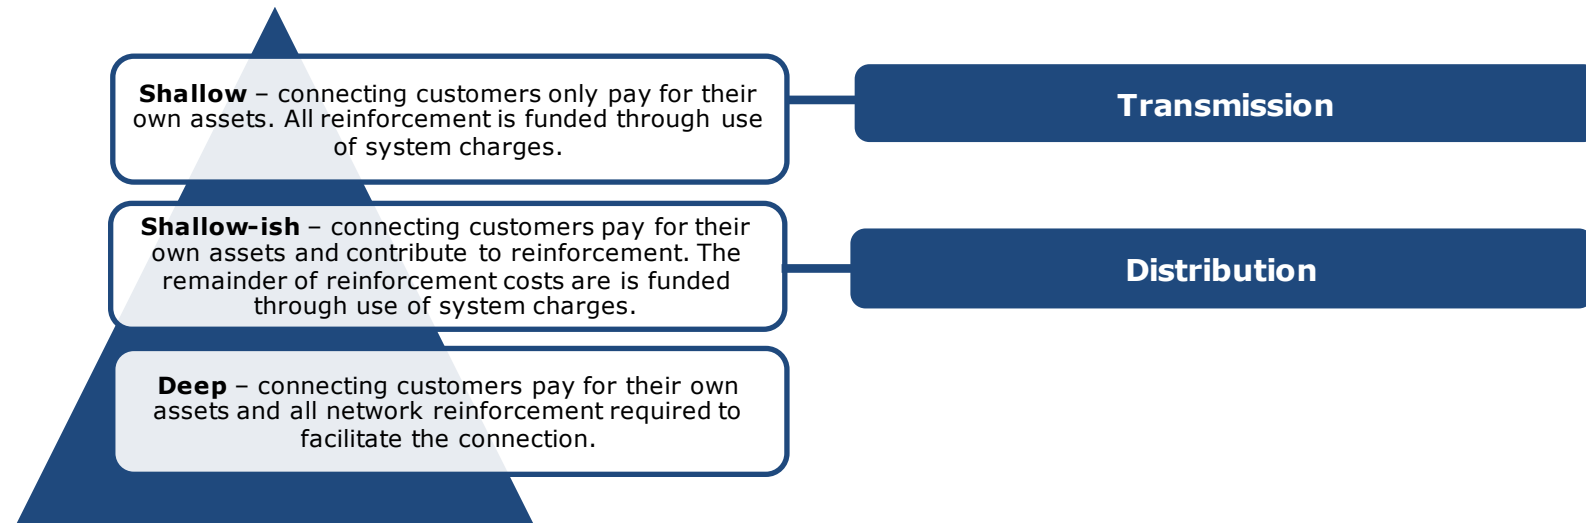 Shallow – connecting customers only pay for their
own assets. All reinforcement is funded through use
of system charges.
Transmission
Shallow-ish – connecting customers pay for their
own assets and contribute to reinforcement. The
remainder of reinforcement costs are is funded
through use of system charges.
Distribution
Deep – connecting customers pay for their own
assets and all network reinforcement required to
facilitate the connection.